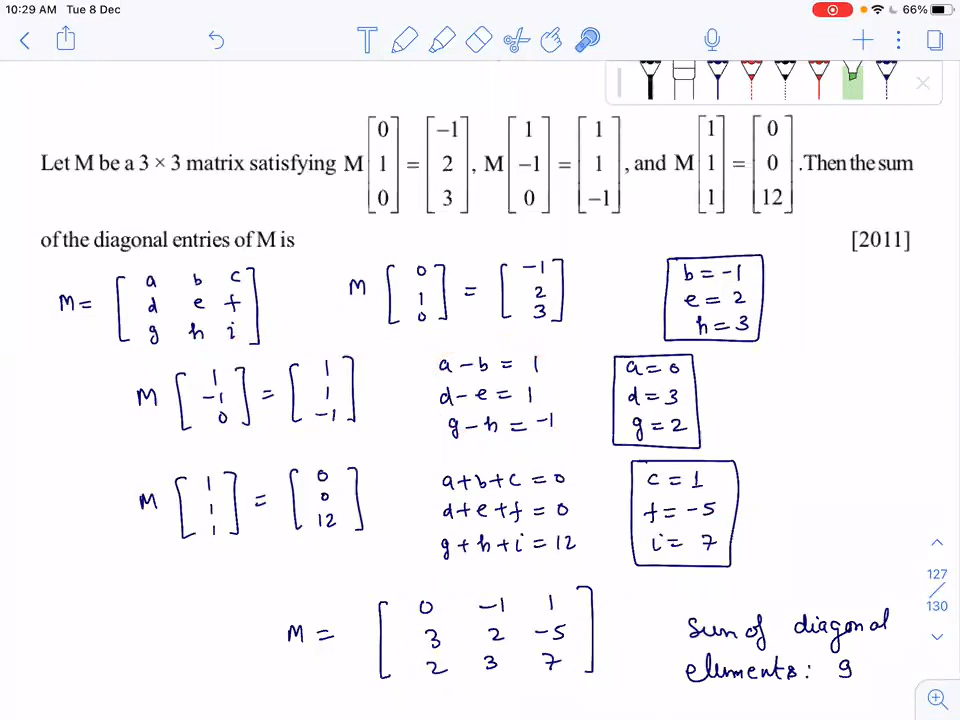 10:29 AM Tue 8 Dec 66%
Let M be a 3 × 3 matrix satisfying M [0 1 0] = [−1 2 3], M [1 −1 0] = [1 1 −1], and M [1 1 1] = [0 0 12]. Then the sum
of the diagonal entries of M is [2011]
M = [a b c
d e f
g h i]
M [0 1 0] = [−1 2 3]
b = −1
e = 2
h = 3
M [1 −1 0] = [1 1 −1]
a − b = 1
d − e = 1
g − h = −1
a = 0
d = 3
g = 2
M [1 1 1] = [0 0 12]
a + b + c = 0
d + e + f = 0
g + h + i = 12
c = 1
f = −5
i = 7
M = [0 −1 1
3 2 −5
2 3 7]
Sum of diagonal
elements: 9
127
130